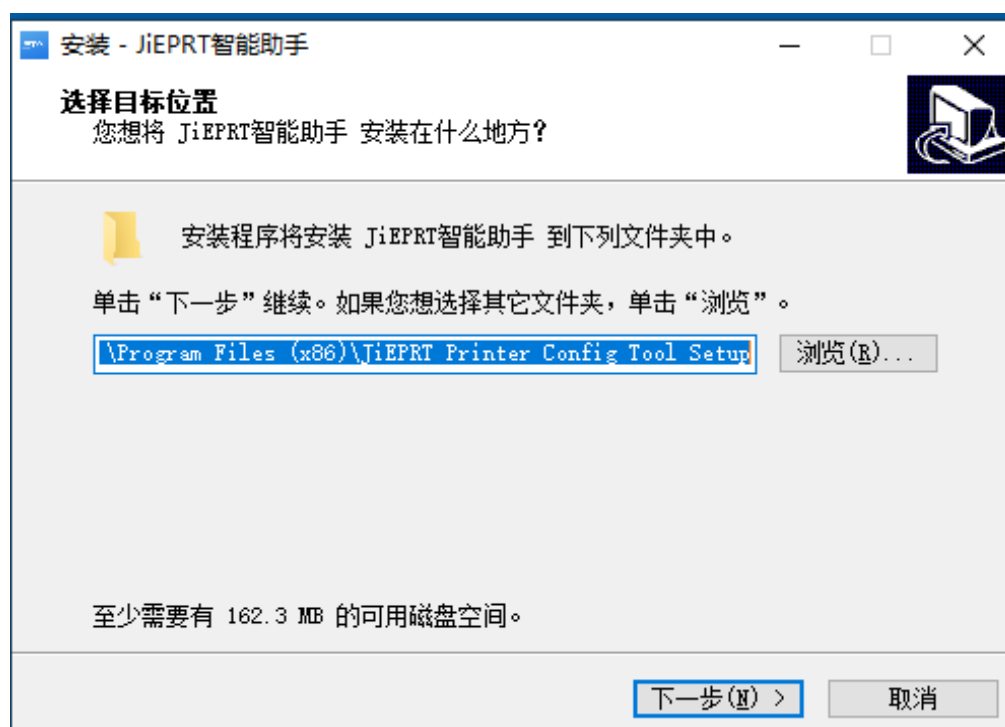 安装 - JiEPRT智能助手
选择目标位置
您想将 JiEPRT智能助手 安装在什么地方?
安装程序将安装 JiEPRT智能助手 到下列文件夹中。
单击“下一步”继续。如果您想选择其它文件夹，单击“浏览”。
\Program Files (x86)\JiEPRT Printer Config Tool Setup
浏览(R)...
至少需要有 162.3 MB 的可用磁盘空间。
下一步(N) >
取消